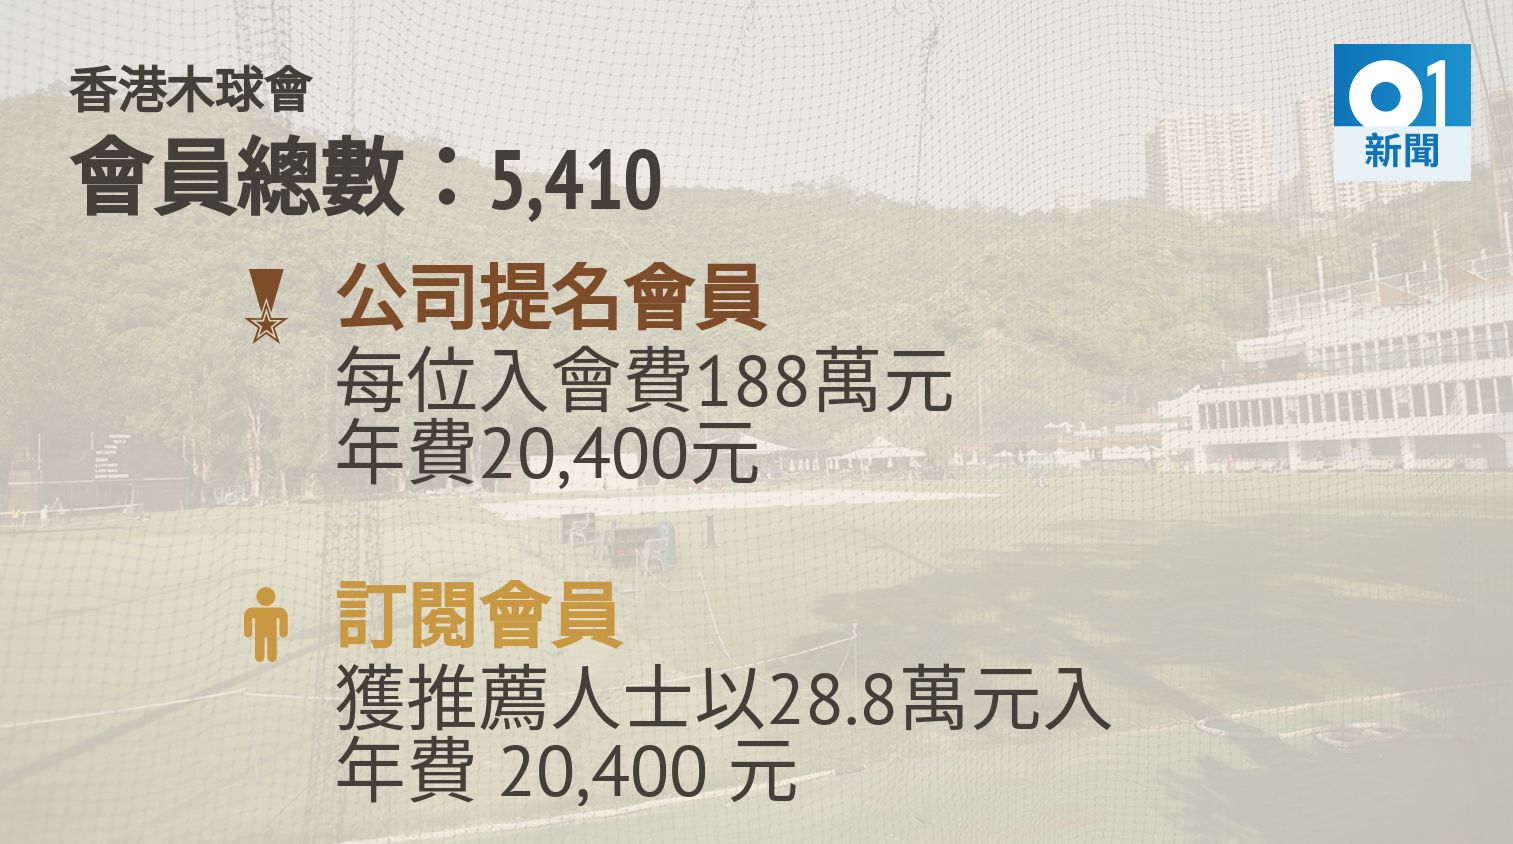 香港木球會
會員總數：5,410
01
新聞
公司提名會員
每位入會費188萬元
年費20,400元
訂閱會員
獲推薦人士以28.8萬元入
年費 20,400 元